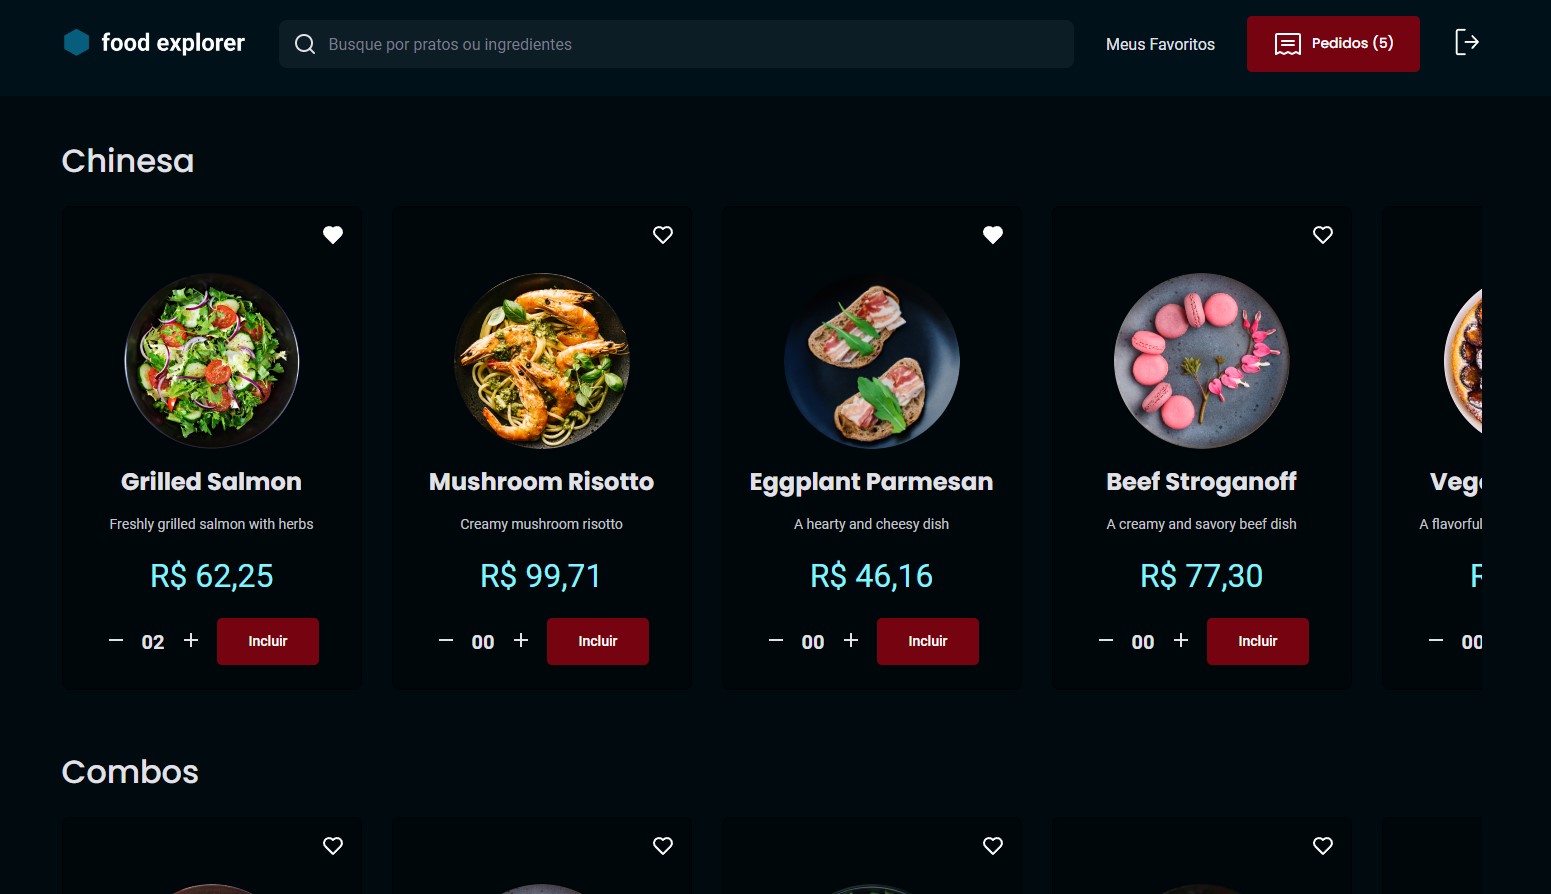 food explorer
Busque por pratos ou ingredientes
Meus Favoritos
Pedidos (5)
Chinesa
Grilled Salmon
Freshly grilled salmon with herbs
R$ 62,25
02
Incluir
Mushroom Risotto
Creamy mushroom risotto
R$ 99,71
00
Incluir
Eggplant Parmesan
A hearty and cheesy dish
R$ 46,16
00
Incluir
Beef Stroganoff
A creamy and savory beef dish
R$ 77,30
00
Incluir
A flavorful
00
Combos